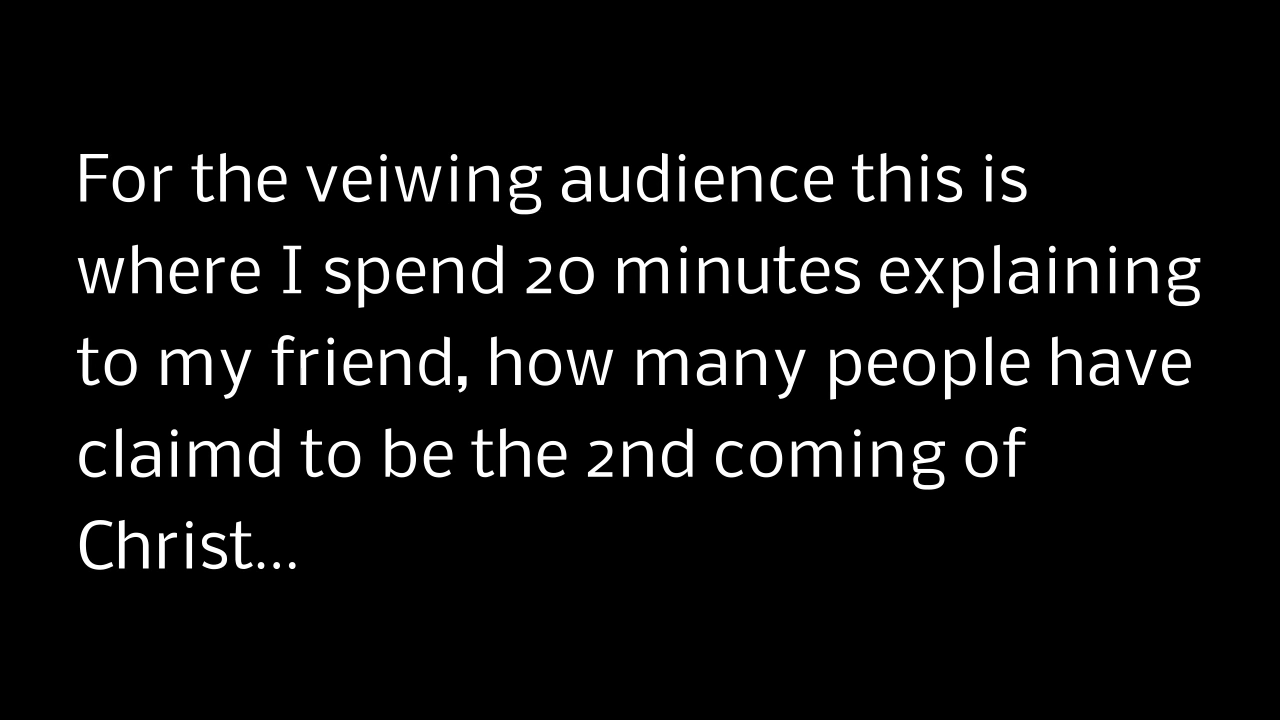 For the veiwing audience this is
where I spend 20 minutes explaining
to my friend, how many people have
claimd to be the 2nd coming of
Christ...